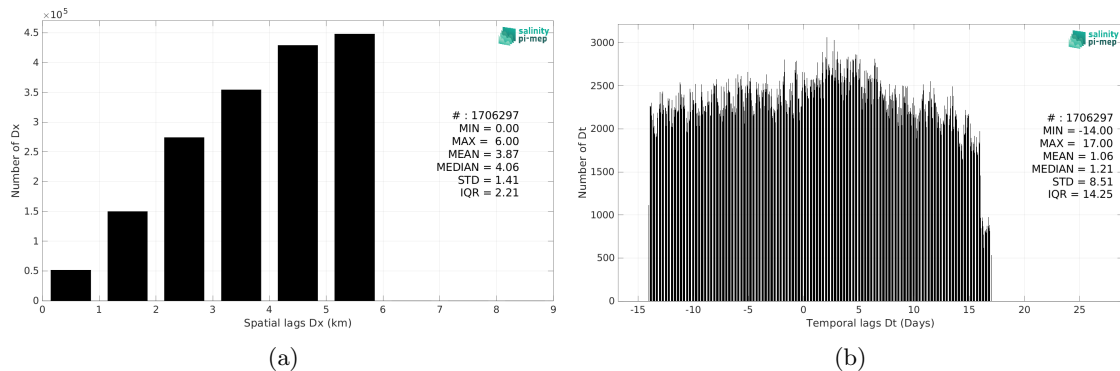 ×10⁵
4.5
4
3.5
3
2.5
2
1.5
1
0.5
0
Number of Dx
0 1 2 3 4 5 6 7 8 9
Spatial lags Dx (km)
salinity
pi-mep
# : 1706297
MIN = 0.00
MAX = 6.00
MEAN = 3.87
MEDIAN = 4.06
STD = 1.41
IQR = 2.21
(a)
3000
2500
2000
1500
1000
500
0
Number of Dt
-15 -10 -5 0 5 10 15 20 25
Temporal lags Dt (Days)
salinity
pi-mep
# : 1706297
MIN = -14.00
MAX = 17.00
MEAN = 1.06
MEDIAN = 1.21
STD = 8.51
IQR = 14.25
(b)